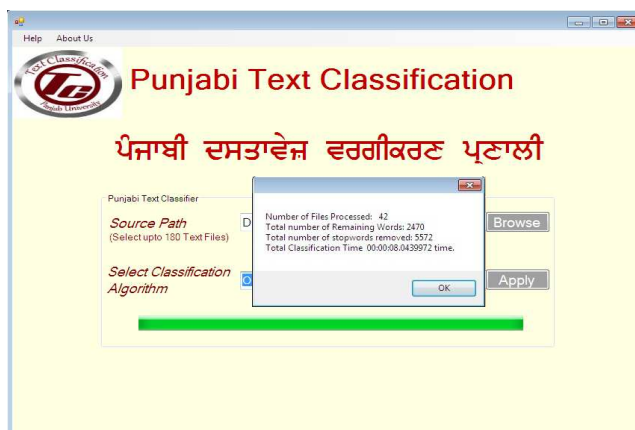 Help About Us
Text Classification
TC
Punjabi University
Punjabi Text Classification
ਪੰਜਾਬੀ ਦਸਤਾਵੇਜ਼ ਵਰਗੀਕਰਣ ਪ੍ਰਣਾਲੀ
Punjabi Text Classifier
Source Path
(Select upto 180 Text Files)
D
Browse
Number of Files Processed: 42
Total number of Remaining Words: 2470
Total number of stopwords removed: 5572
Total Classification Time 00:00:08.0439972 time.
OK
Select Classification
Algorithm
O
Apply